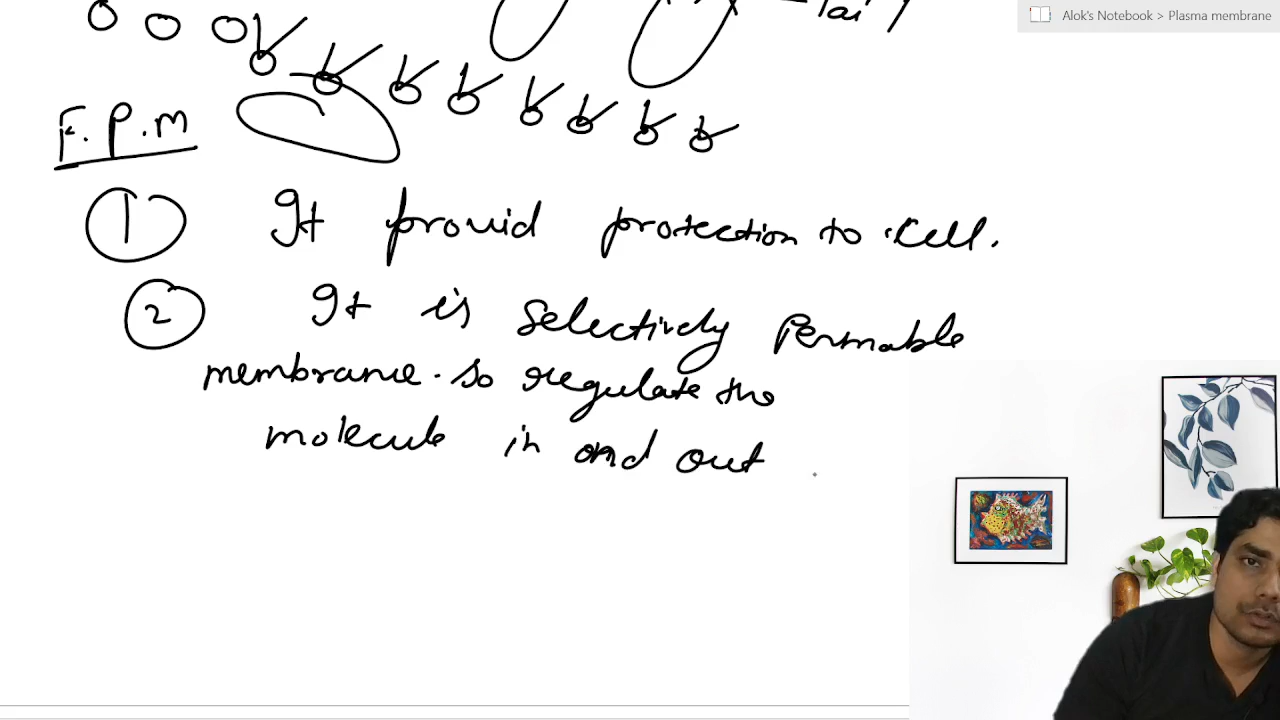 Alok's Notebook > Plasma membrane
tail
F.P.M
1 It provid protection to cell.
2 It is selectively Permable
membrane. so regulate the
molecule in and out